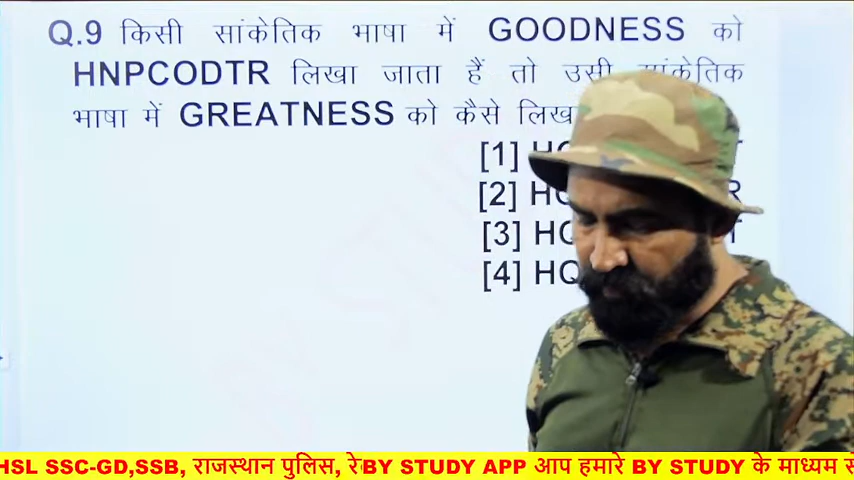 Q.9 किसी सांकेतिक भाषा में GOODNESS को
HNPCODTR लिखा जाता हैं तो उसी सांकेतिक
भाषा में GREATNESS को कैसे लिख
[1] T
[2] R
[3] T
[4] HQ
HSL SSC-GD,SSB, राजस्थान पुलिस, BY STUDY APP आप हमारे BY STUDY के माध्यम